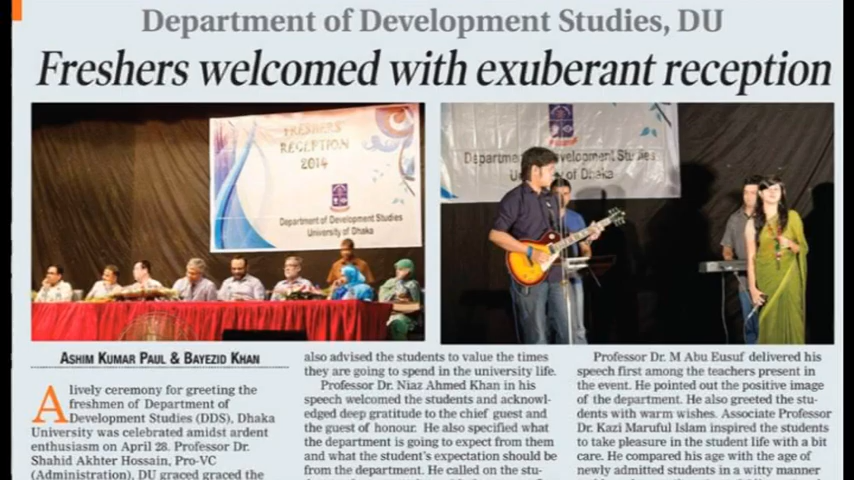 Department of Development Studies, DU
Freshers welcomed with exuberant reception
FRESHERS'
RECEPTION
2014
Department of Development Studies
University of Dhaka
Department of Development Studies
University of Dhaka
ASHIM KUMAR PAUL & BAYEZID KHAN
A lively ceremony for greeting the
freshmen of Department of
Development Studies (DDS), Dhaka
University was celebrated amidst ardent
enthusiasm on April 28. Professor Dr.
Shahid Akhter Hossain, Pro-VC
(Administration), DU graced graced the
also advised the students to value the times
they are going to spend in the university life.
Professor Dr. Niaz Ahmed Khan in his
speech welcomed the students and acknowl-
edged deep gratitude to the chief guest and
the guest of honour. He also specified what
the department is going to expect from them
and what the student's expectation should be
from the department. He called on the stu-
Professor Dr. M Abu Eusuf delivered his
speech first among the teachers present in
the event. He pointed out the positive image
of the department. He also greeted the stu-
dents with warm wishes. Associate Professor
Dr. Kazi Maruful Islam inspired the students
to take pleasure in the student life with a bit
care. He compared his age with the age of
newly admitted students in a witty manner